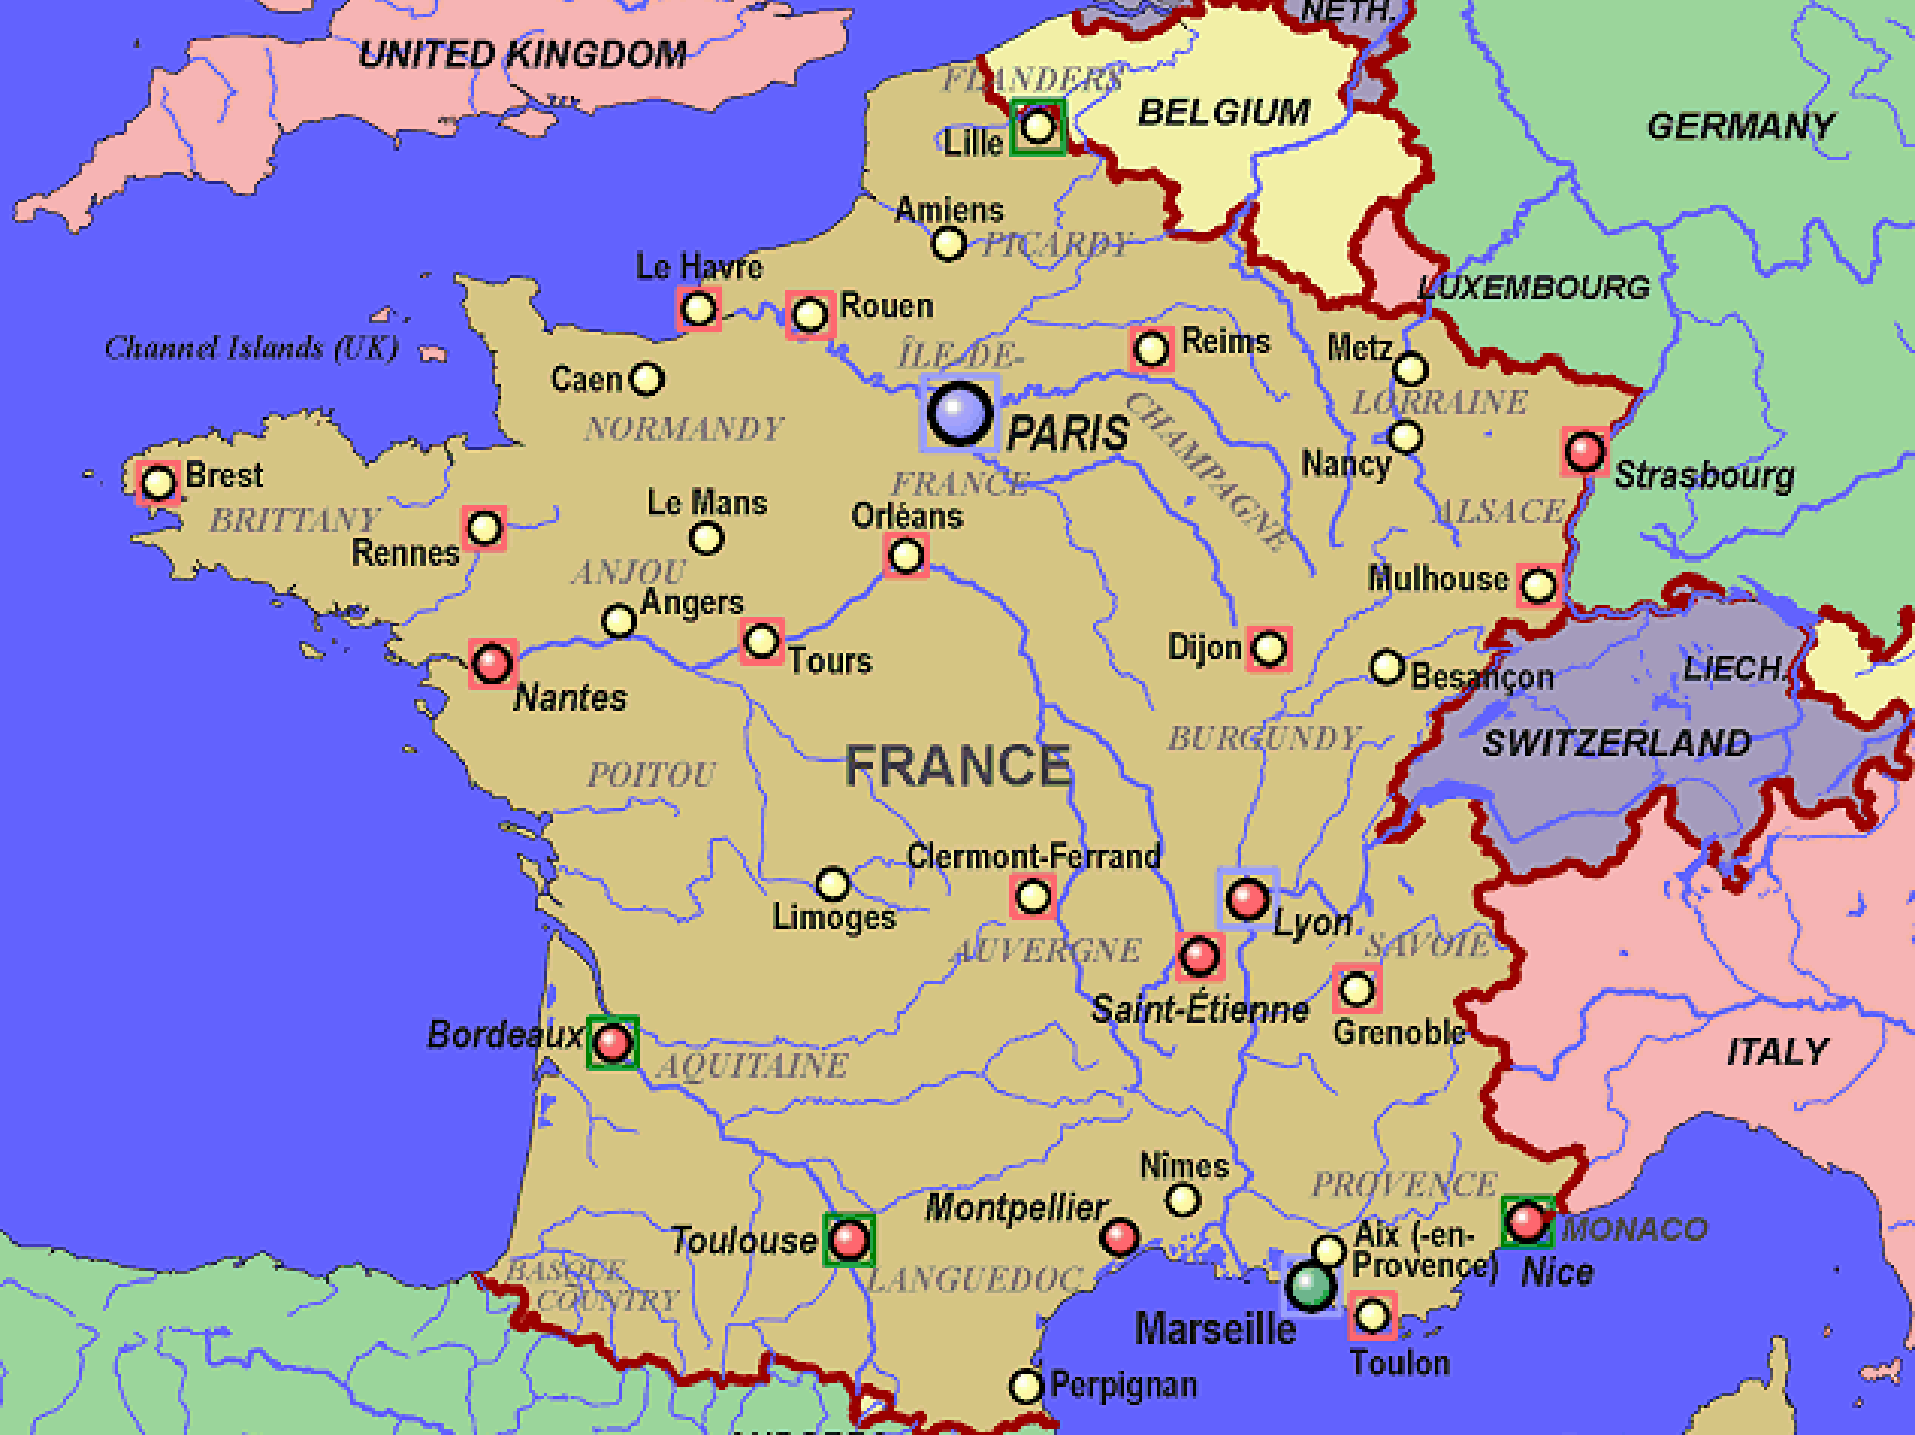 NETH.
UNITED KINGDOM
FLANDERS
BELGIUM
GERMANY
Lille
Amiens
PICARDY
Le Havre
LUXEMBOURG
Rouen
Channel Islands (UK)
ÎLE-DE-
Reims
Metz
Caen
LORRAINE
NORMANDY
PARIS
CHAMPAGNE
Nancy
Brest
Strasbourg
FRANCE
Le Mans
BRITTANY
Orléans
ALSACE
Rennes
ANJOU
Mulhouse
Angers
Dijon
Tours
Besançon
LIECH.
Nantes
BURGUNDY
SWITZERLAND
FRANCE
POITOU
Clermont-Ferrand
Limoges
Lyon
AUVERGNE
SAVOIE
Saint-Étienne
Bordeaux
Grenoble
AQUITAINE
ITALY
Nîmes
PROVENCE
Montpellier
Toulouse
Aix (-en-
Provence)
MONACO
BASQUE
COUNTRY
LANGUEDOC
Nice
Marseille
Toulon
Perpignan